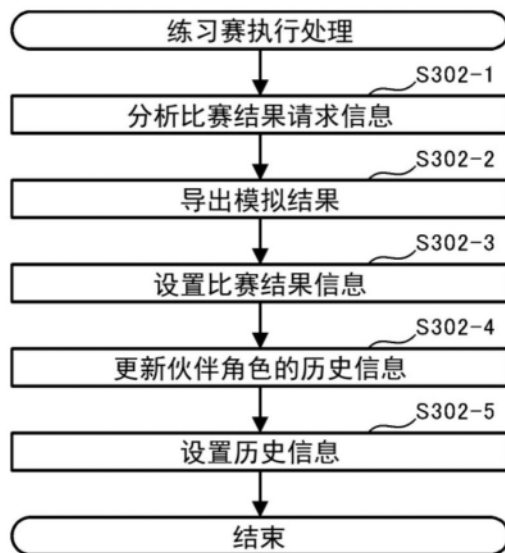 练习赛执行处理
S302-1
分析比赛结果请求信息
S302-2
导出模拟结果
S302-3
设置比赛结果信息
S302-4
更新伙伴角色的历史信息
S302-5
设置历史信息
结束